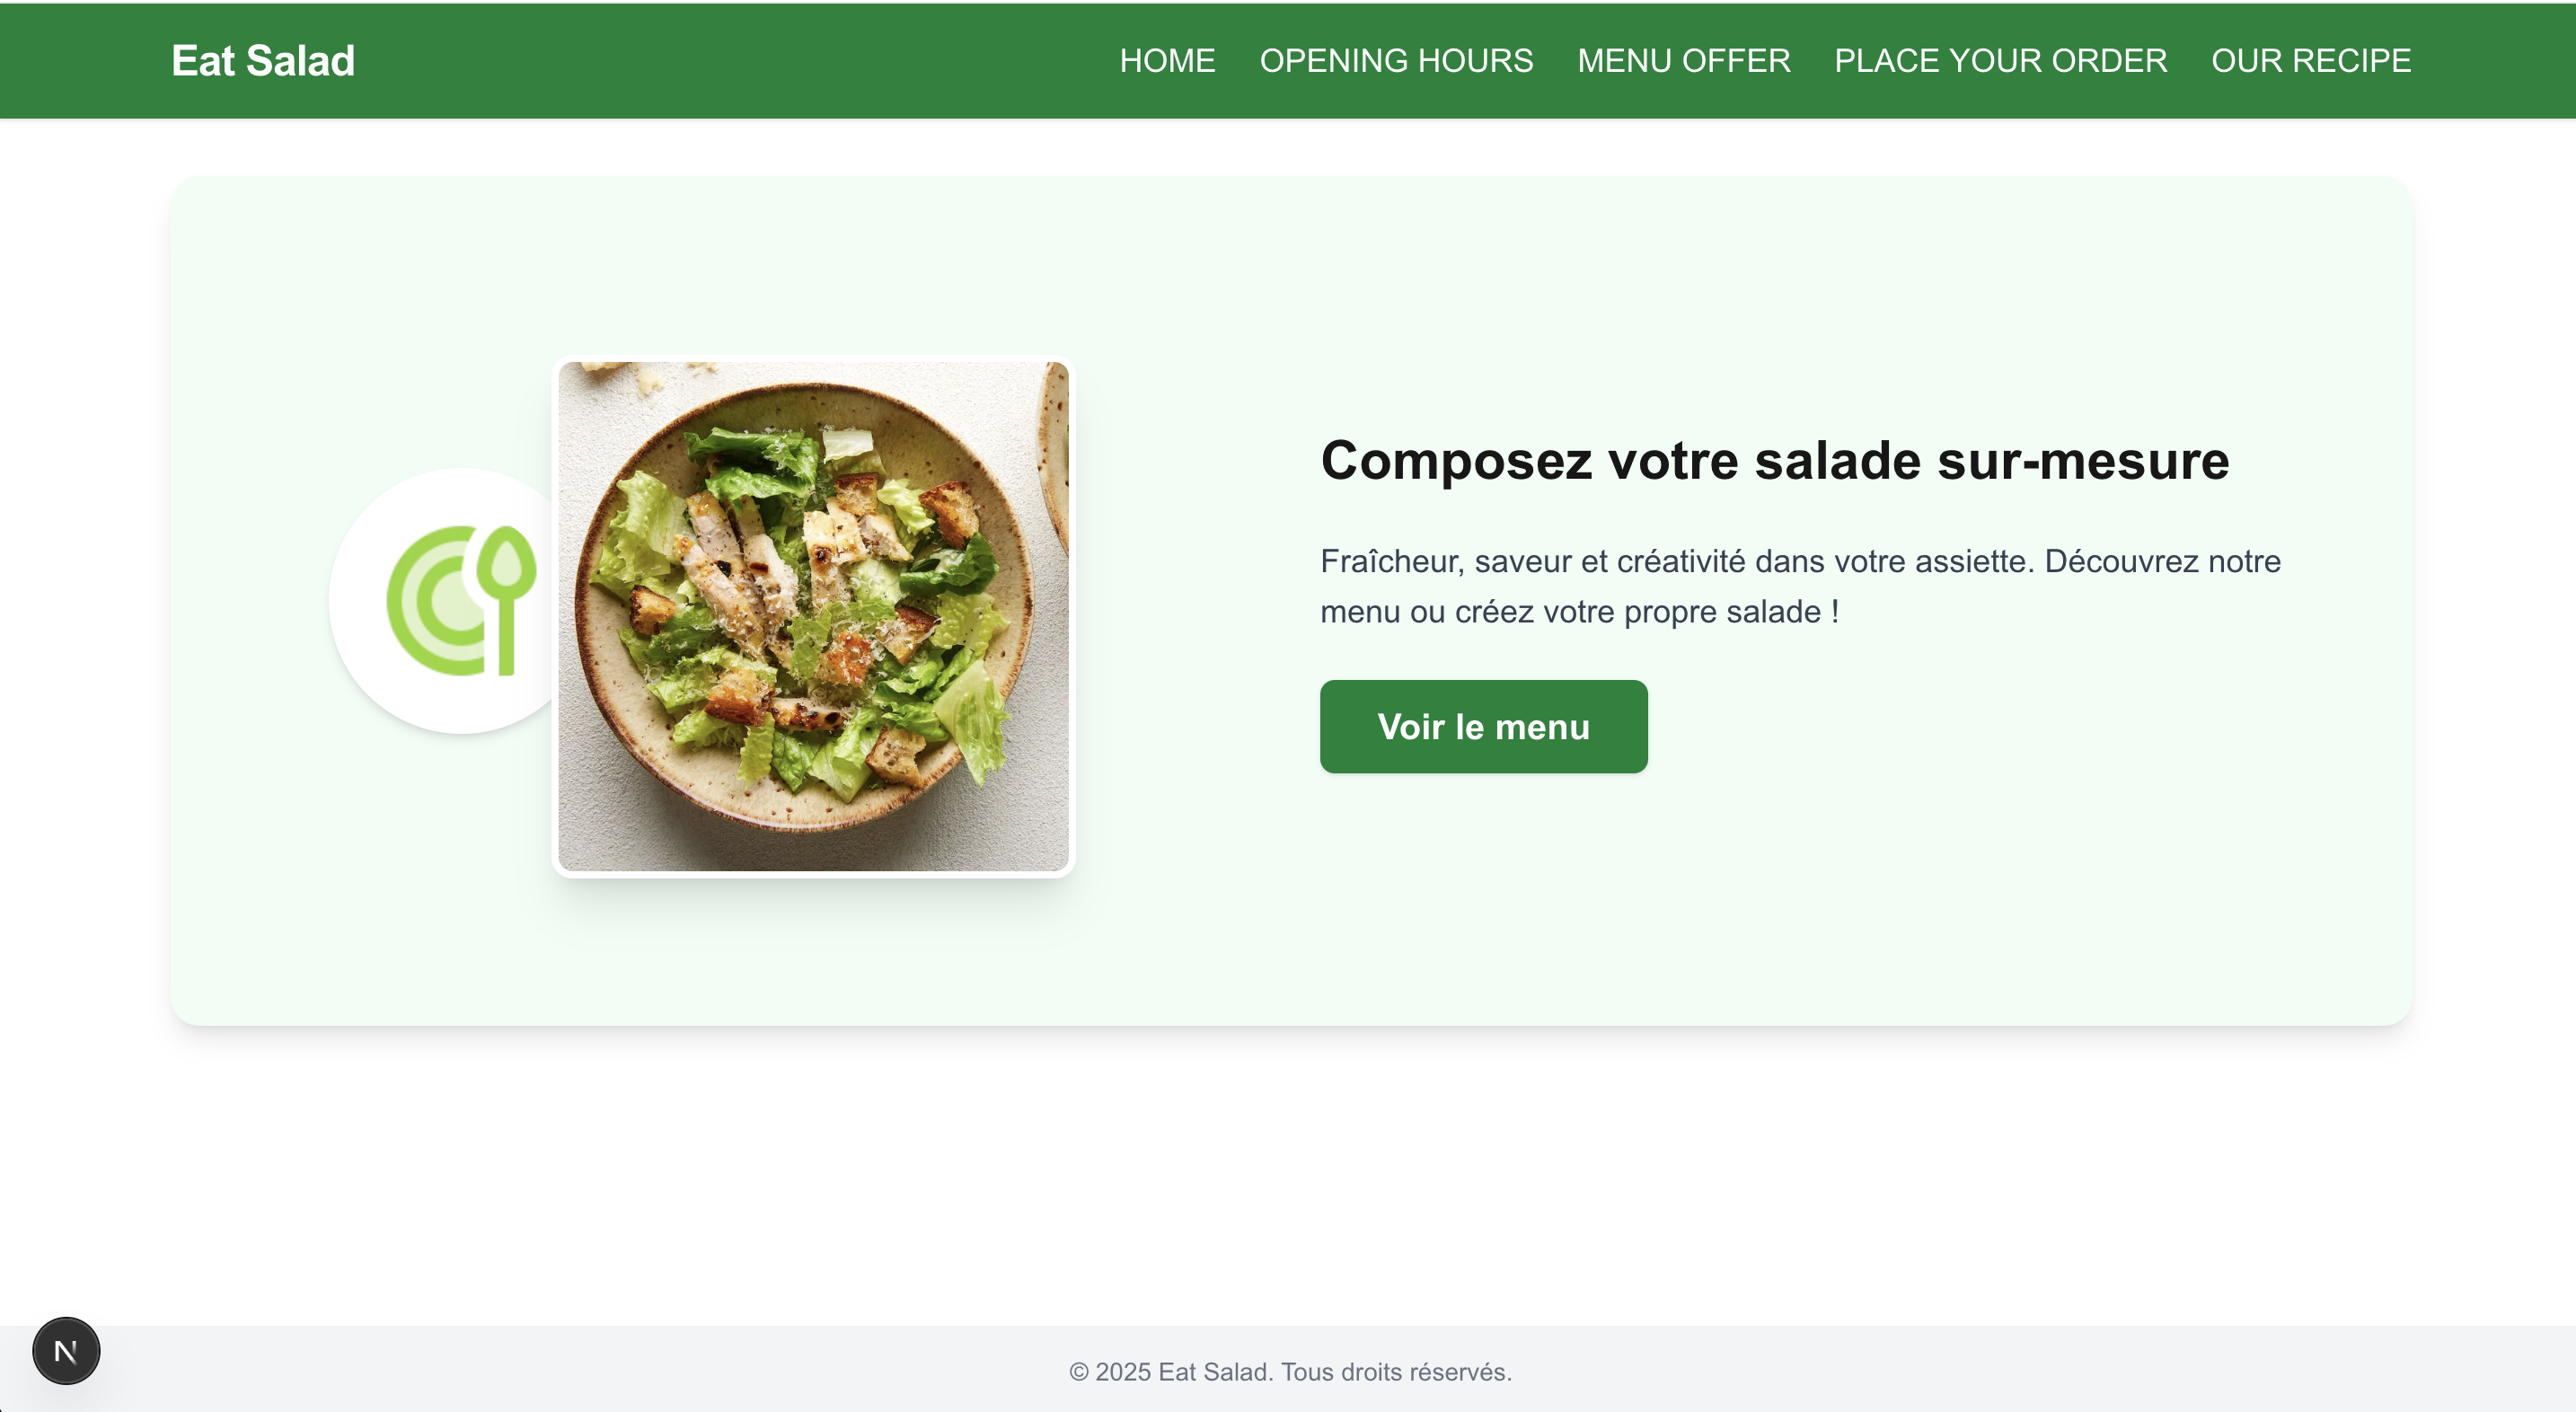 Eat Salad
HOME OPENING HOURS MENU OFFER PLACE YOUR ORDER OUR RECIPE
Composez votre salade sur-mesure
Fraîcheur, saveur et créativité dans votre assiette. Découvrez notre
menu ou créez votre propre salade !
Voir le menu
N
© 2025 Eat Salad. Tous droits réservés.